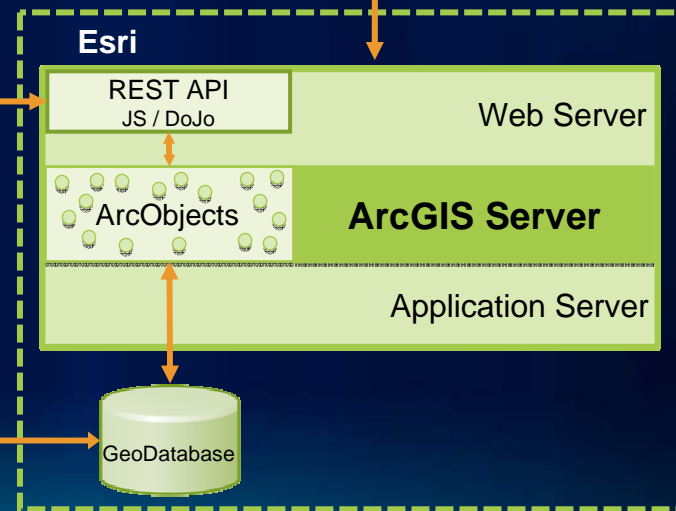 Esri
REST API
JS / DoJo
Web Server
ArcObjects
ArcGIS Server
Application Server
GeoDatabase